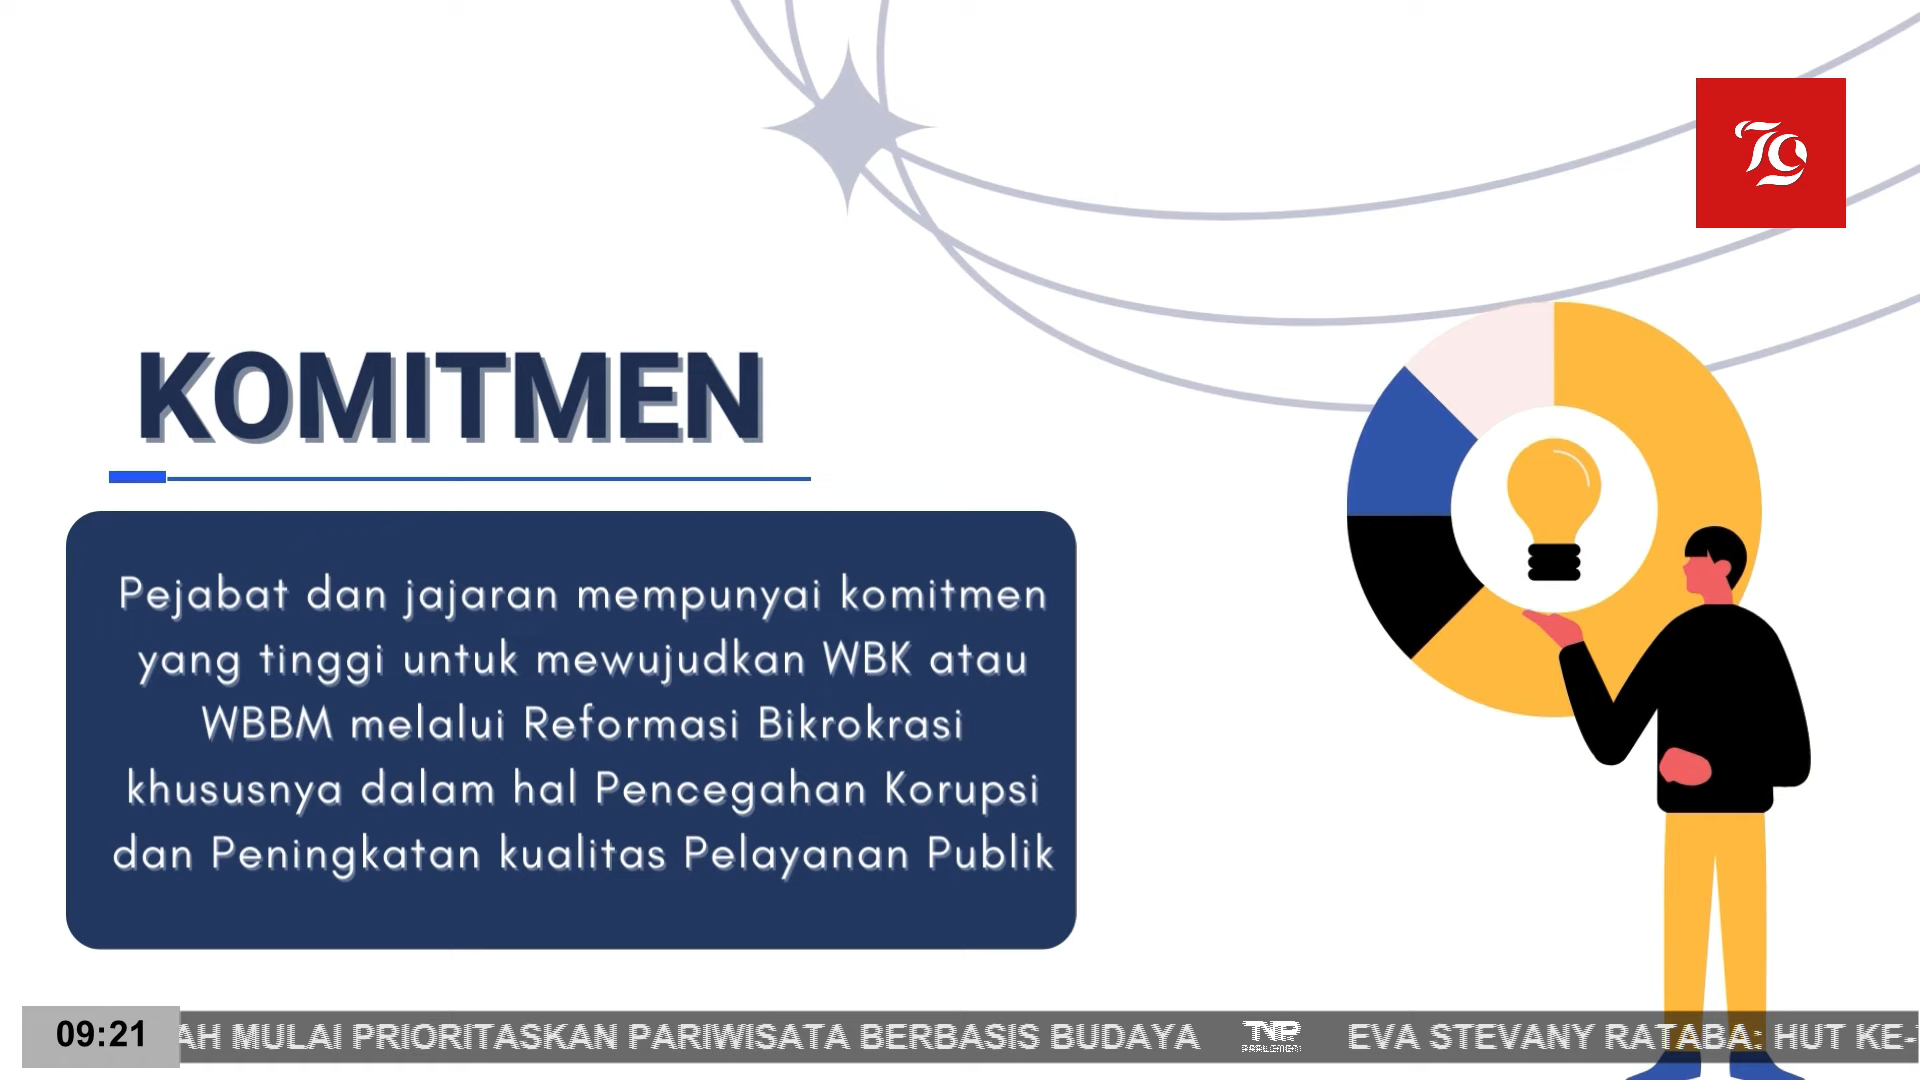 79
KOMITMEN
Pejabat dan jajaran mempunyai komitmen
yang tinggi untuk mewujudkan WBK atau
WBBM melalui Reformasi Bikrokrasi
khususnya dalam hal Pencegahan Korupsi
dan Peningkatan kualitas Pelayanan Publik
09:21 AH MULAI PRIORITASKAN PARIWISATA BERBASIS BUDAYA TVR PARLEMEN EVA STEVANY RATABA: HUT KE-